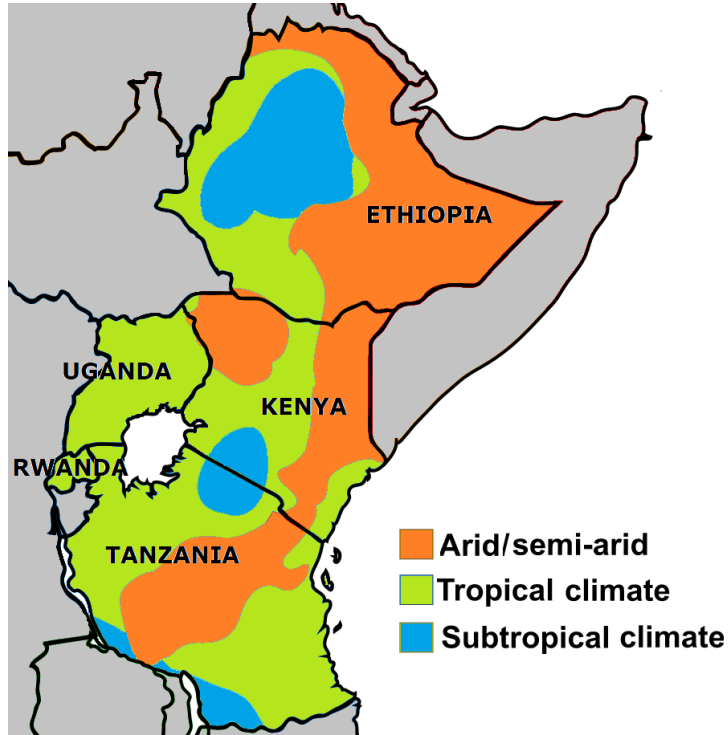 ETHIOPIA
UGANDA
KENYA
RWANDA
TANZANIA
Arid/semi-arid
Tropical climate
Subtropical climate